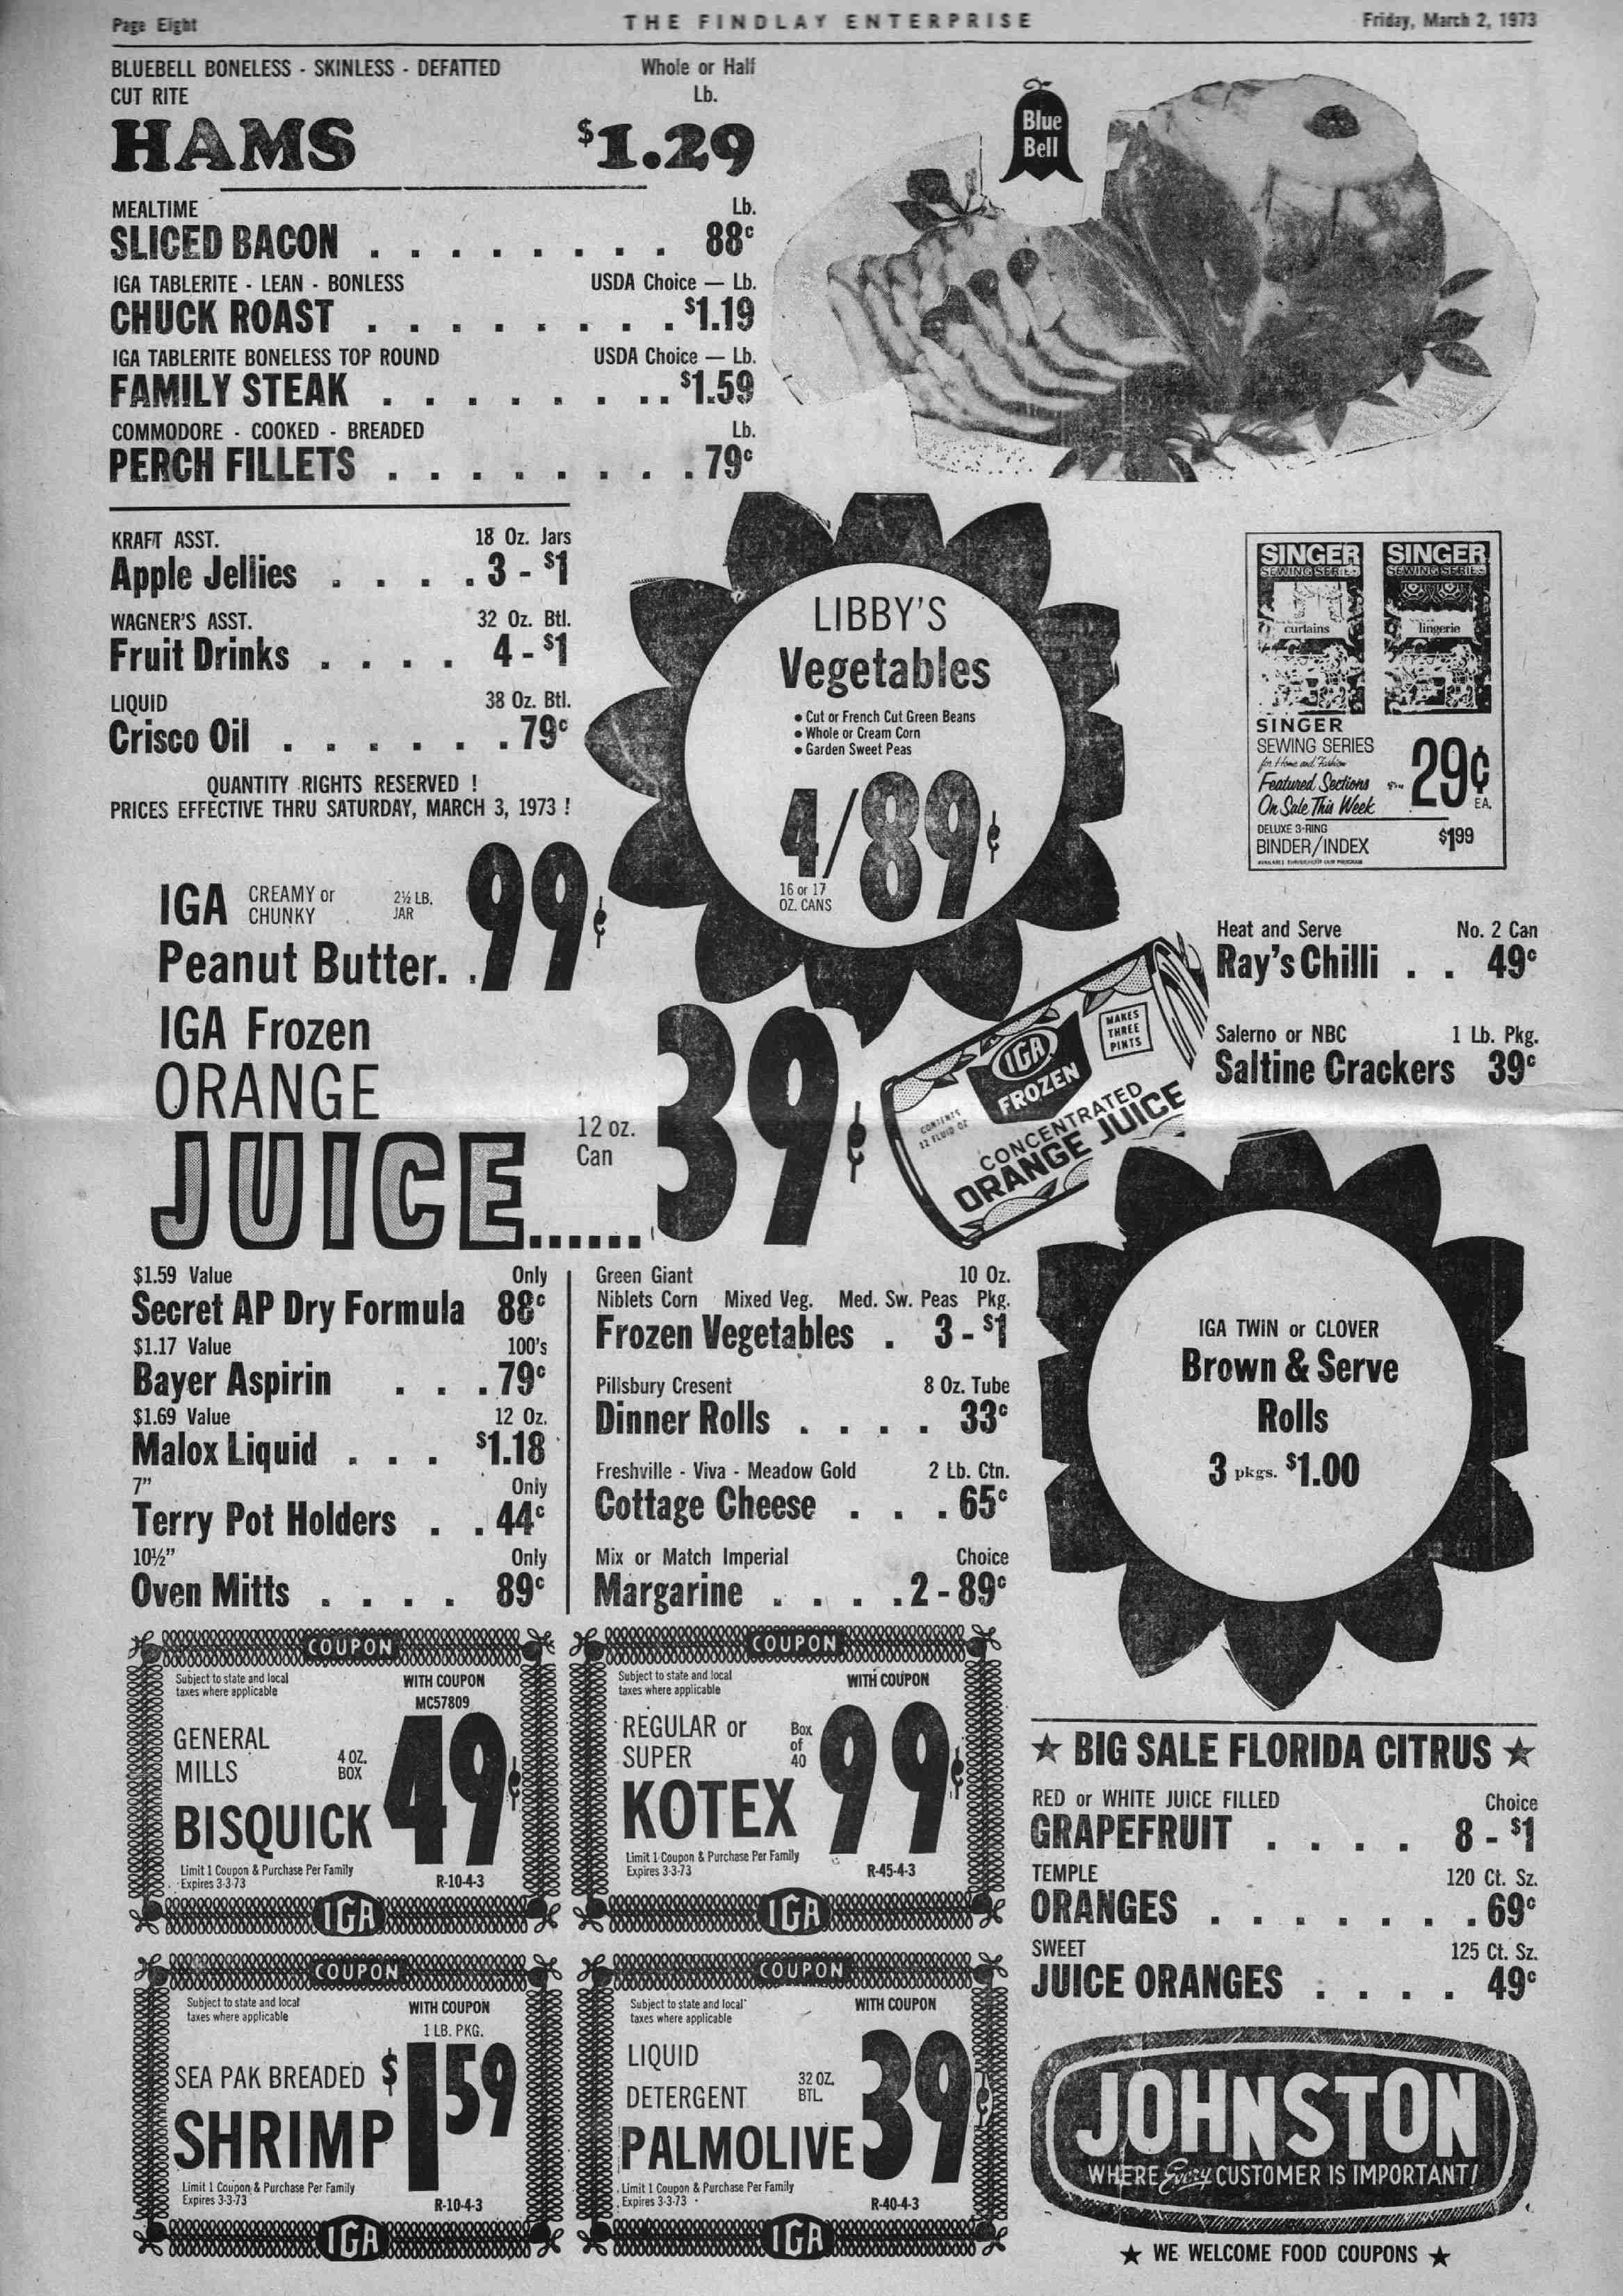 Page Eight
THE FINDLAY ENTERPRISE
Friday, March 2, 1973
BLUEBELL BONELESS - SKINLESS - DEFATTED
Whole or Half
CUT RITE
Lb.
HAMS $1.29
Blue
Bell
MEALTIME Lb.
SLICED BACON . . . . . . . . 88¢
IGA TABLERITE - LEAN - BONLESS USDA Choice — Lb.
CHUCK ROAST . . . . . . . . $1.19
IGA TABLERITE BONELESS TOP ROUND USDA Choice — Lb.
FAMILY STEAK . . . . . . . . $1.59
COMMODORE - COOKED - BREADED Lb.
PERCH FILLETS . . . . . . . . 79¢
KRAFT ASST. 18 Oz. Jars
Apple Jellies . . . . 3 - $1
WAGNER'S ASST. 32 Oz. Btl.
Fruit Drinks . . . . 4 - $1
LIQUID 38 Oz. Btl.
Crisco Oil . . . . . . 79¢
QUANTITY RIGHTS RESERVED !
PRICES EFFECTIVE THRU SATURDAY, MARCH 3, 1973 !
LIBBY'S
Vegetables
• Cut or French Cut Green Beans
• Whole or Cream Corn
• Garden Sweet Peas
4/89¢
16 or 17
OZ. CANS
SINGER SINGER
SEWING SERIES SEWING SERIES
curtains lingerie
SINGER
SEWING SERIES
for Home and Fashion
Featured Sections
On Sale This Week
29¢
EA.
DELUXE 3-RING
BINDER/INDEX $1.99
IGA CREAMY or
CHUNKY
2½ LB.
JAR
Peanut Butter. . 99¢
Heat and Serve No. 2 Can
Ray's Chilli . . 49¢
Salerno or NBC 1 Lb. Pkg.
Saltine Crackers 39¢
IGA Frozen
ORANGE
JUICE......
12 oz.
Can
39¢
MAKES
THREE
PINTS
IGA
FROZEN
CONTENTS
12 FLUID OZ
CONCENTRATED
ORANGE JUICE
$1.59 Value Only
Secret AP Dry Formula 88¢
$1.17 Value 100's
Bayer Aspirin . . . 79¢
$1.69 Value 12 Oz.
Malox Liquid . . . $1.18
7" Only
Terry Pot Holders . . 44¢
10½" Only
Oven Mitts . . . . 89¢
Green Giant 10 Oz.
Niblets Corn Mixed Veg. Med. Sw. Peas Pkg.
Frozen Vegetables . 3 - $1
Pillsbury Cresent 8 Oz. Tube
Dinner Rolls . . . . 33¢
Freshville - Viva - Meadow Gold 2 Lb. Ctn.
Cottage Cheese . . . 65¢
Mix or Match Imperial Choice
Margarine . . . . 2 - 89¢
IGA TWIN or CLOVER
Brown & Serve
Rolls
3 pkgs. $1.00
COUPON
Subject to state and local
taxes where applicable
WITH COUPON
MC57809
GENERAL
MILLS
4 OZ.
BOX
BISQUICK
49¢
Limit 1 Coupon & Purchase Per Family
Expires 3-3-73
R-10-4-3
IGA
COUPON
Subject to state and local
taxes where applicable
WITH COUPON
REGULAR or
SUPER
Box
of
40
KOTEX
99¢
Limit 1 Coupon & Purchase Per Family
Expires 3-3-73
R-45-4-3
IGA
COUPON
Subject to state and local
taxes where applicable
WITH COUPON
1 LB. PKG.
SEA PAK BREADED
SHRIMP
$1 59
Limit 1 Coupon & Purchase Per Family
Expires 3-3-73
R-10-4-3
IGA
COUPON
Subject to state and local
taxes where applicable
WITH COUPON
LIQUID
DETERGENT
32 OZ.
BTL.
PALMOLIVE
39¢
Limit 1 Coupon & Purchase Per Family
Expires 3-3-73
R-40-4-3
IGA
★ BIG SALE FLORIDA CITRUS ★
RED or WHITE JUICE FILLED Choice
GRAPEFRUIT . . . . 8 - $1
TEMPLE 120 Ct. Sz.
ORANGES . . . . . . . 69¢
SWEET 125 Ct. Sz.
JUICE ORANGES . . . . 49¢
JOHNSTON
WHERE Every CUSTOMER IS IMPORTANT!
★ WE WELCOME FOOD COUPONS ★